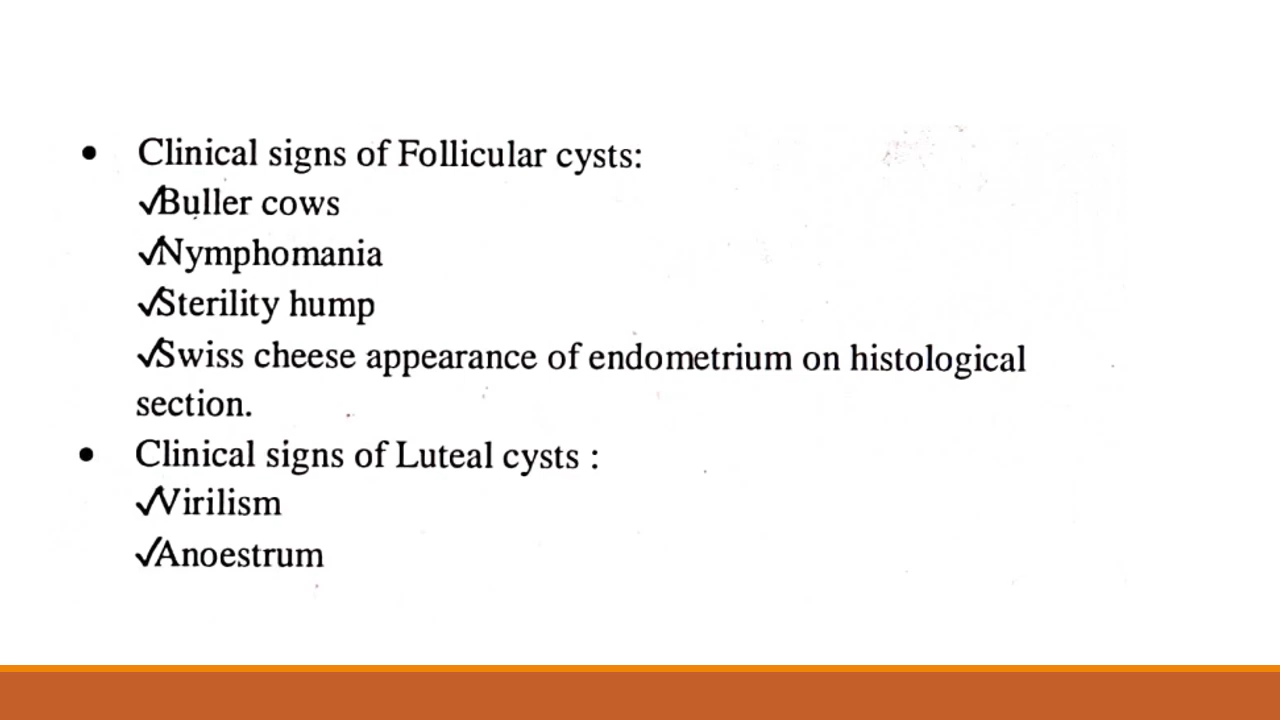 • Clinical signs of Follicular cysts:
✓Buller cows
✓Nymphomania
✓Sterility hump
✓Swiss cheese appearance of endometrium on histological
section.
• Clinical signs of Luteal cysts :
✓Virilism
✓Anoestrum